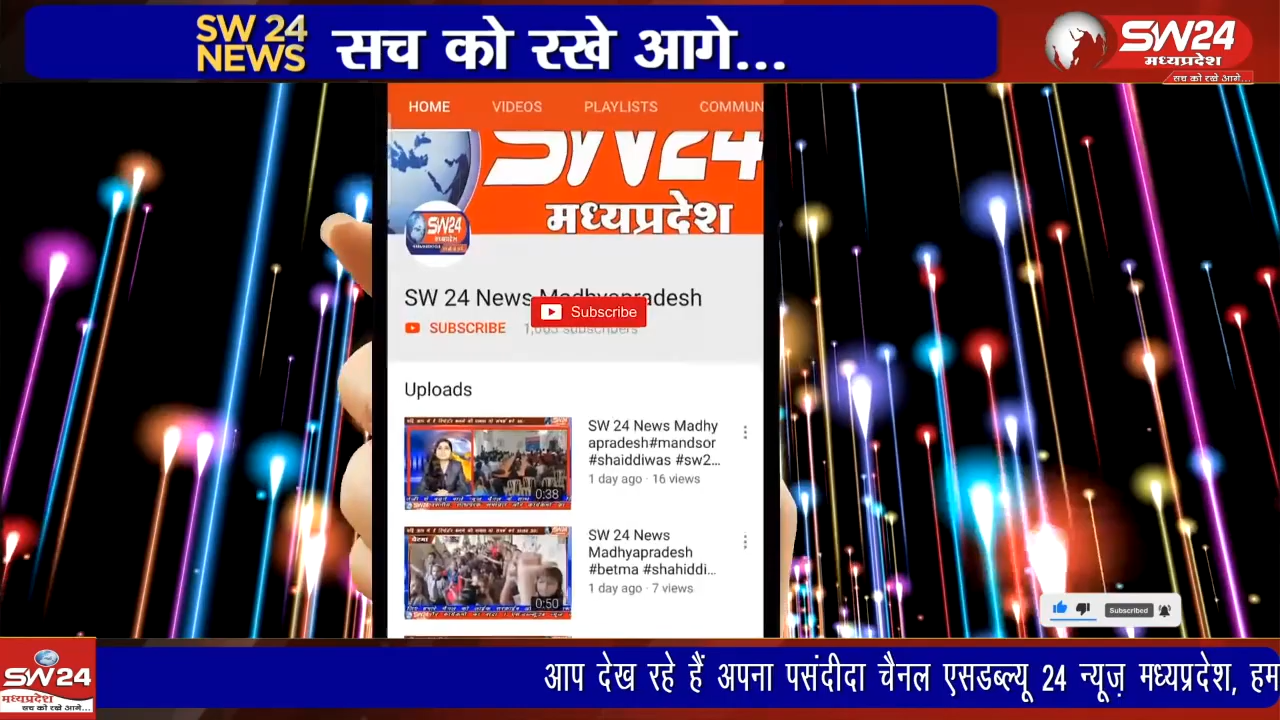 SW 24
NEWS
सच को रखे आगे...
SW24
मध्यप्रदेश
सच को रखे आगे...
HOME VIDEOS PLAYLISTS COMMUN
SW24
मध्यप्रदेश
SW24
SW 24 News Madhyapradesh
Subscribe
SUBSCRIBE subscribers
Uploads
SW 24 News Madhy
apradesh#mandsor
#shaiddiwas #sw2...
1 day ago · 16 views
0:38
SW 24 News
Madhyapradesh
#betma #shahiddi...
1 day ago · 7 views
0:50
Subscribed
SW24
मध्यप्रदेश
सच को रखे आगे...
आप देख रहे हैं अपना पसंदीदा चैनल एसडब्ल्यू 24 न्यूज़ मध्यप्रदेश, हम